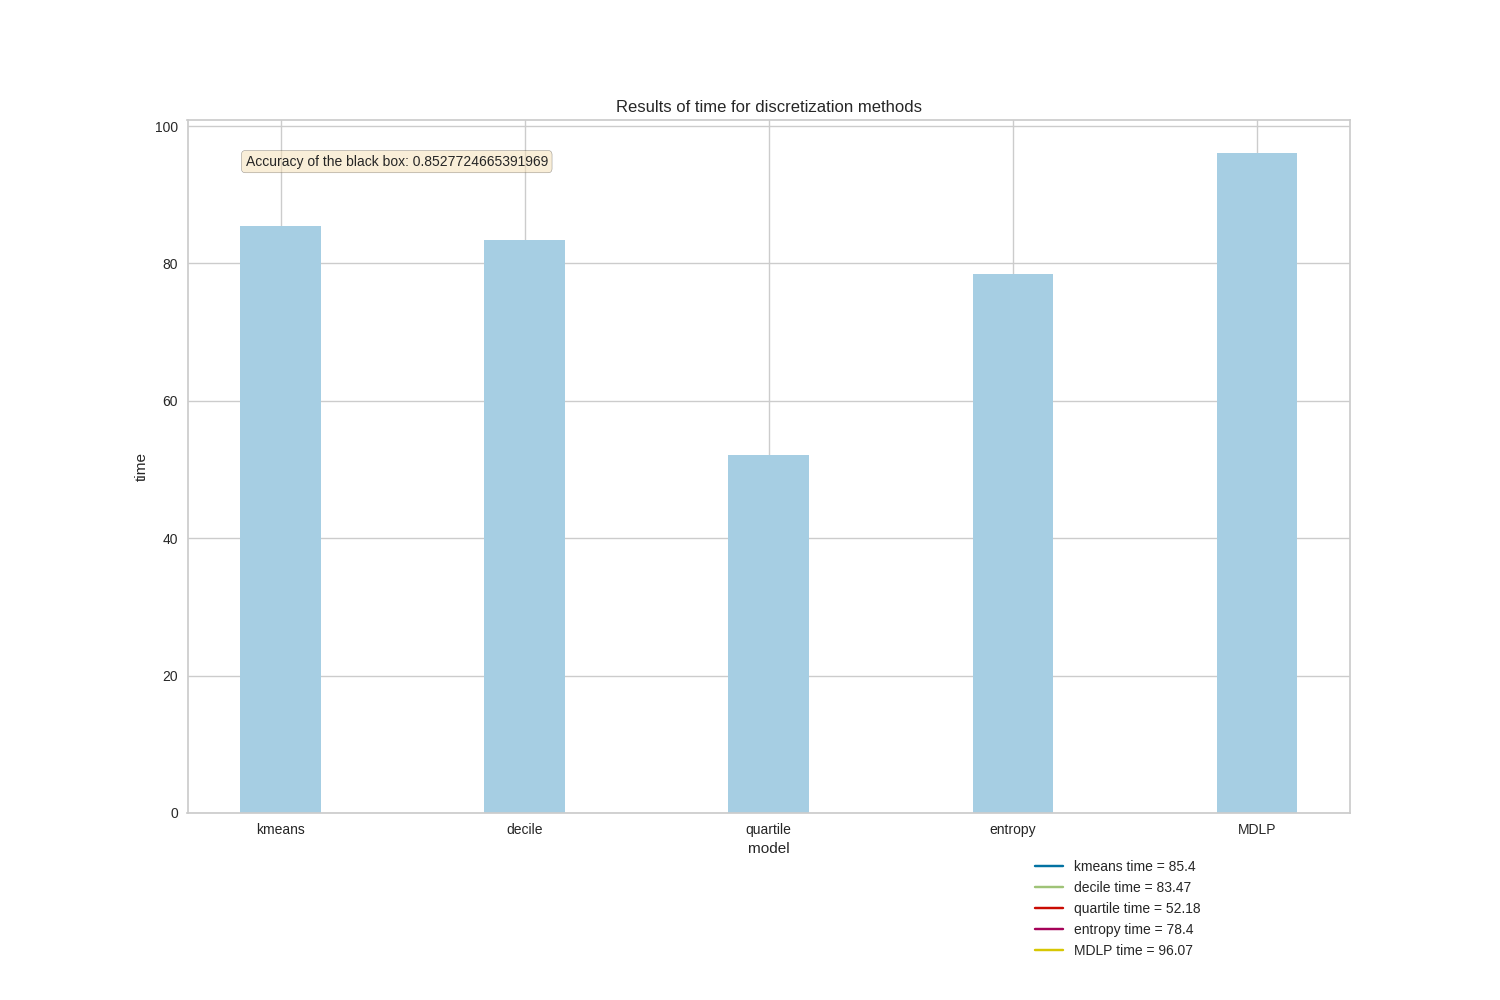 Results of time for discretization methods
100
Accuracy of the black box: 0.8527724665391969
80
60
time
40
20
0
kmeans decile quartile entropy MDLP
model
kmeans time = 85.4
decile time = 83.47
quartile time = 52.18
entropy time = 78.4
MDLP time = 96.07